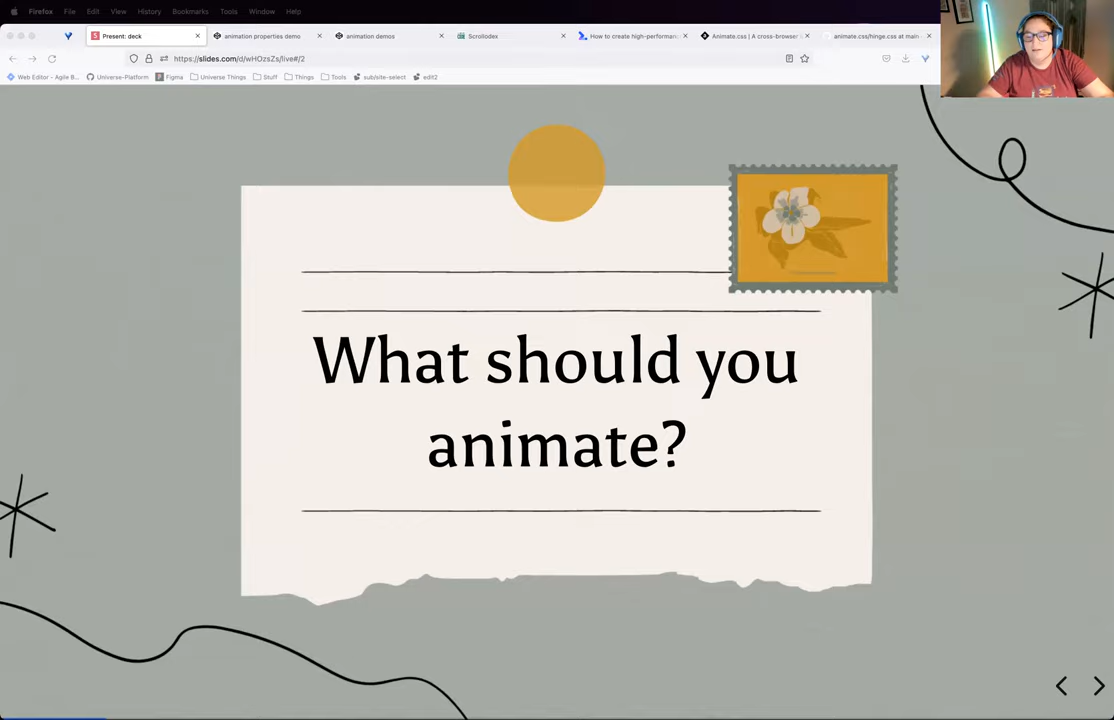 Firefox File Edit View History Bookmarks Tools Window Help
Present: deck
animation properties demo
animation demos
Scrollodex
How to create high-performan
Animate.css | A cross-browser
animate.css/hinge.css at main
https://slides.com/d/wHOzsZs/live#/2
Web Editor - Agile B... Universe-Platform Figma Universe Things Stuff Things Tools sub/site-select edit2
What should you
animate?